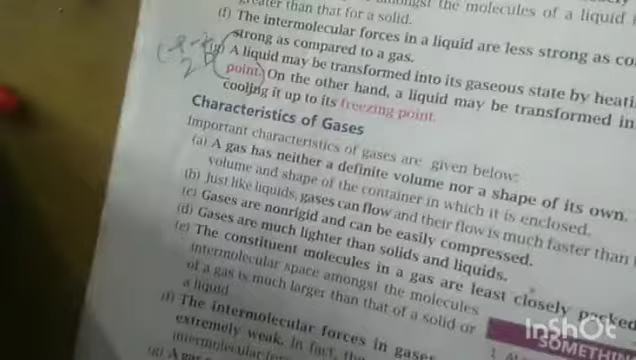 greater than that for a solid.
amongst the molecules of a liquid
(f) The intermolecular forces in a liquid are less strong as
strong as compared to a gas.
(g) A liquid may be transformed into its gaseous state by
point. On the other hand, a liquid may be transformed
cooling it up to its freezing point.
Characteristics of Gases
Important characteristics of gases are given below:
(a) A gas has neither a definite volume nor a shape of its own.
volume and shape of the container in which it is enclosed.
(b) Just like liquids, gases can flow and their flow is much faster than
(c) Gases are nonrigid and can be easily compressed.
(d) Gases are much lighter than solids and liquids.
(e) The constituent molecules in a gas are least closely packed
intermolecular space amongst the molecules
of a gas is much larger than that of a solid or
a liquid
(f) The intermolecular forces in gases
extremely weak. In fact, the
(g) A gas
InShOt
SOMETHIN